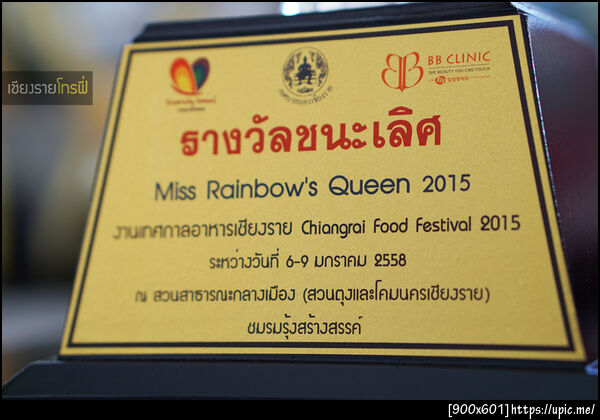 BB CLINIC
THE BEAUTY YOU CAN TOUCH
เชียงรายโทรฟี่
รางวัลชนะเลิศ
Miss Rainbow's Queen 2015
งานเทศกาลอาหารเชียงราย Chiangrai Food Festival 2015
ระหว่างวันที่ 6-9 มกราคม 2558
ณ สวนสาธารณะกลางเมือง (สวนตุงและโคมนครเชียงราย)
ชมรมรุ้งสร้างสรรค์
[900x601]https://upic.me/